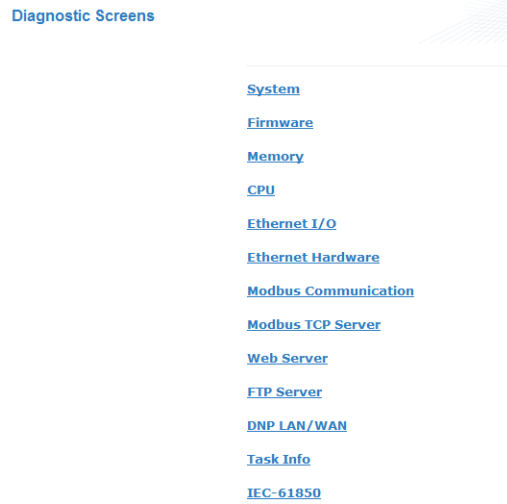 Diagnostic Screens
System
Firmware
Memory
CPU
Ethernet I/O
Ethernet Hardware
Modbus Communication
Modbus TCP Server
Web Server
FTP Server
DNP LAN/WAN
Task Info
IEC-61850